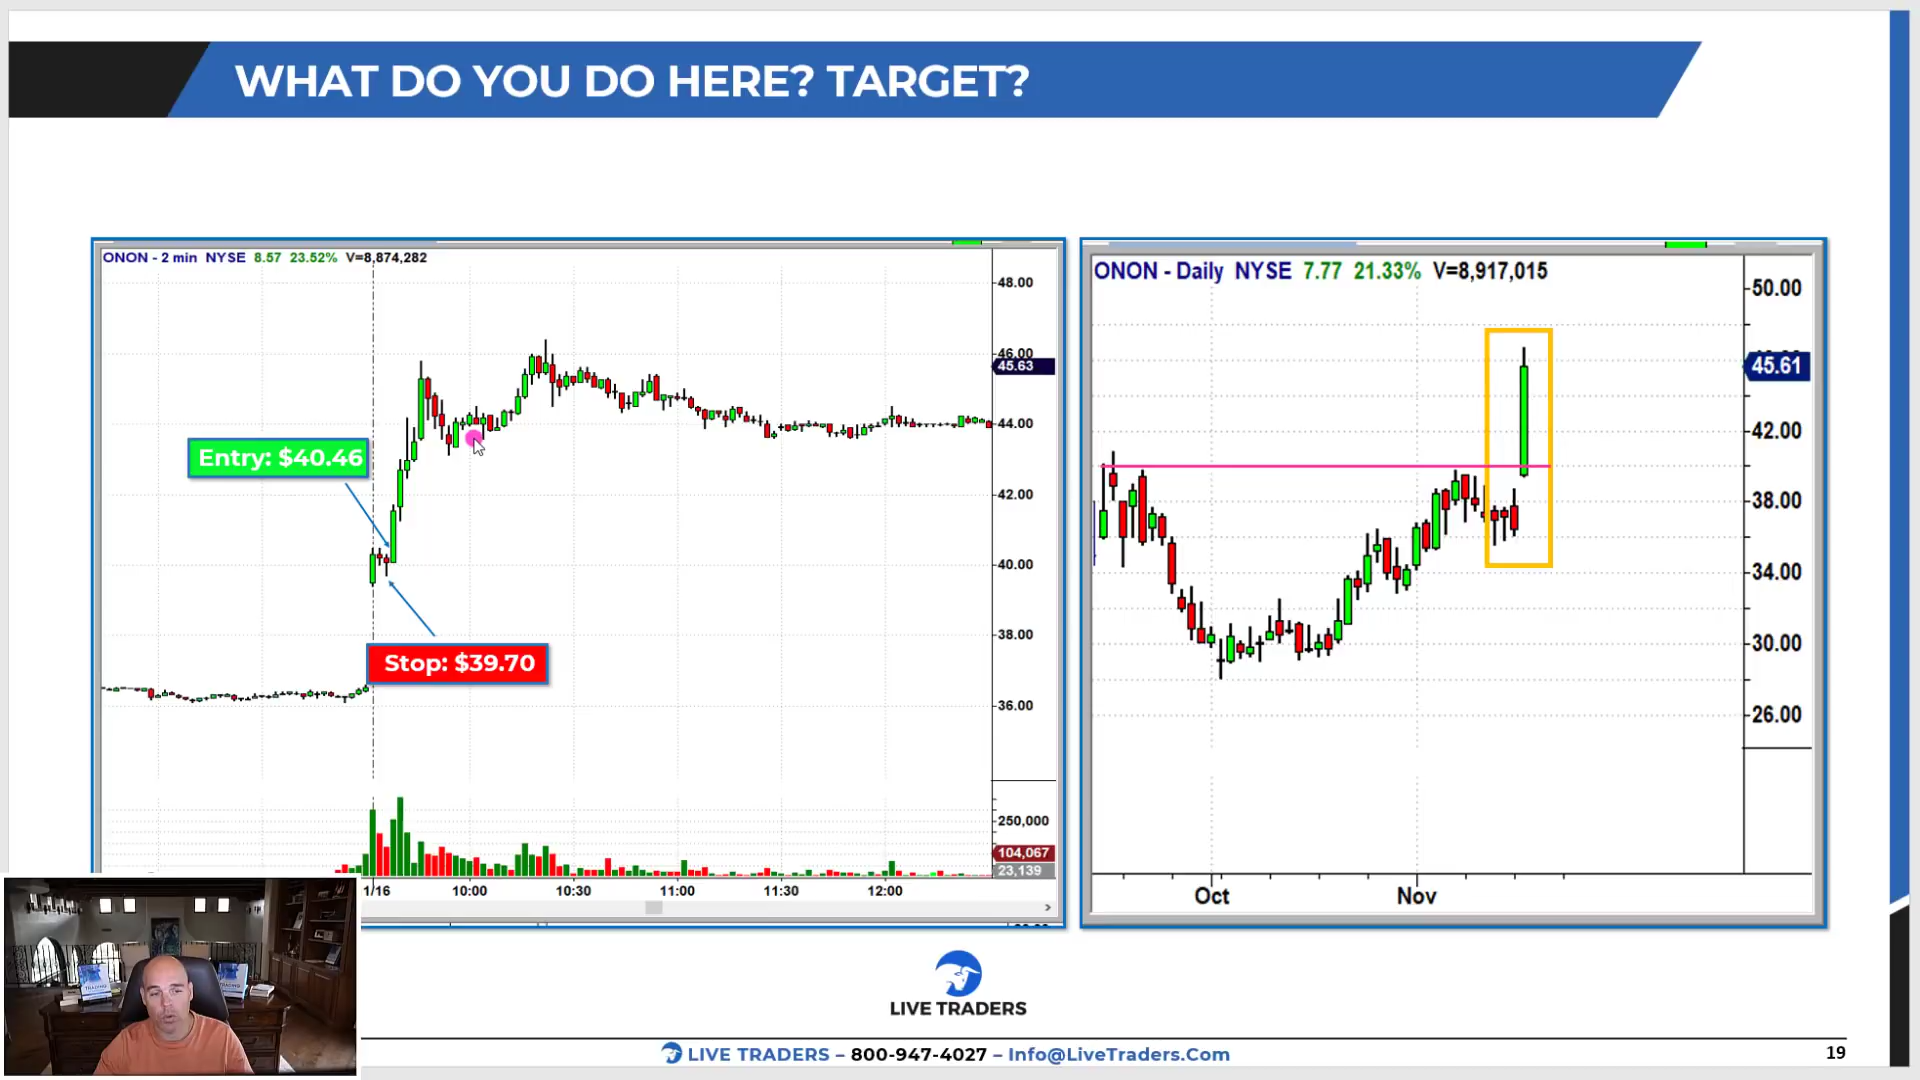 WHAT DO YOU DO HERE? TARGET?
ONON - 2 min NYSE 8.57 23.52% V=8,874,282
48.00
46.00
45.63
44.00
42.00
40.00
38.00
36.00
Entry: $40.46
Stop: $39.70
250,000
104,067
23,139
1/16 10:00 10:30 11:00 11:30 12:00
ONON - Daily NYSE 7.77 21.33% V=8,917,015
50.00
45.61
42.00
38.00
34.00
30.00
26.00
Oct Nov
LIVE TRADERS
LIVE TRADERS – 800-947-4027 – Info@LiveTraders.Com
19